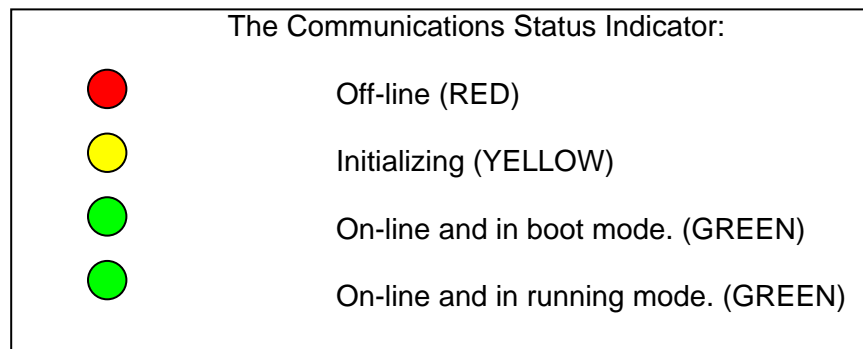 The Communications Status Indicator:
Off-line (RED)
Initializing (YELLOW)
On-line and in boot mode. (GREEN)
On-line and in running mode. (GREEN)